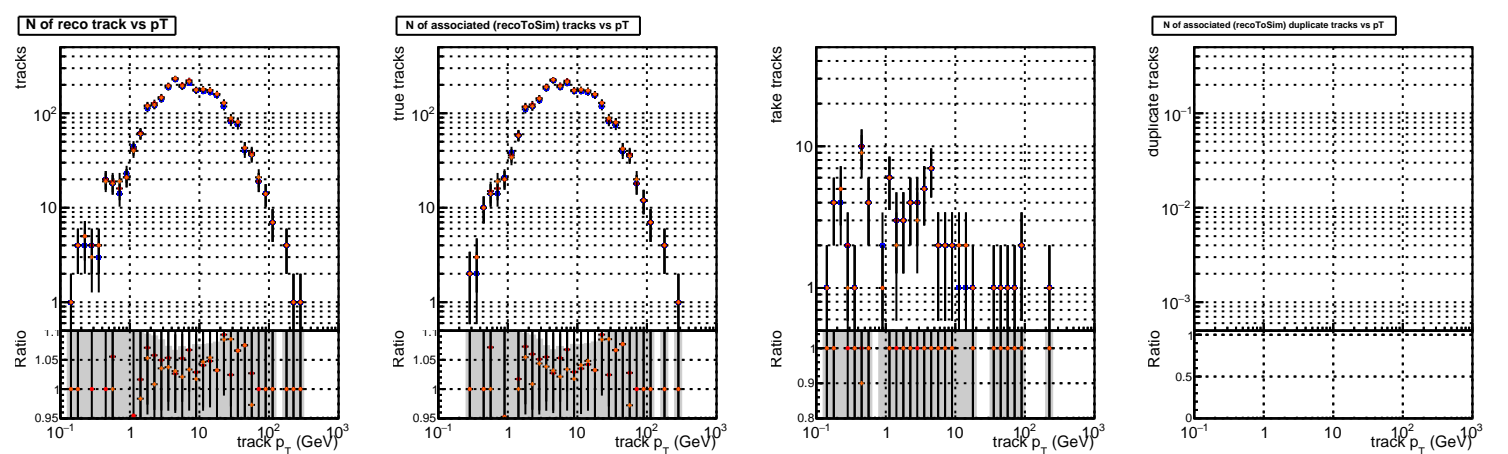 N of reco track vs pT
tracks
10²
10
1
Ratio
1.1
1.05
1
0.95
10⁻¹ 1 10 10² 10³
track p_T (GeV)
N of associated (recoToSim) tracks vs pT
true tracks
10²
10
1
Ratio
1.1
1.05
1
0.95
10⁻¹ 1 10 10² 10³
track p_T (GeV)
fake tracks
10
1
Ratio
1
0.9
0.8
10⁻¹ 1 10 10² 10³
track p_T (GeV)
N of associated (recoToSim) duplicate tracks vs pT
duplicate tracks
10⁻¹
10⁻²
10⁻³
Ratio
1
0.5
0
10⁻¹ 1 10 10² 10³
track p_T (GeV)